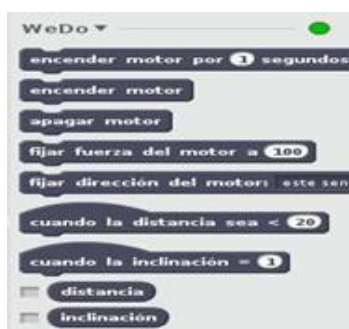 WeDo
encender motor por 1 segundos
encender motor
apagar motor
fijar fuerza del motor a 100
fijar dirección del motor: este sen
cuando la distancia sea < 20
cuando la inclinación = 1
distancia
inclinación